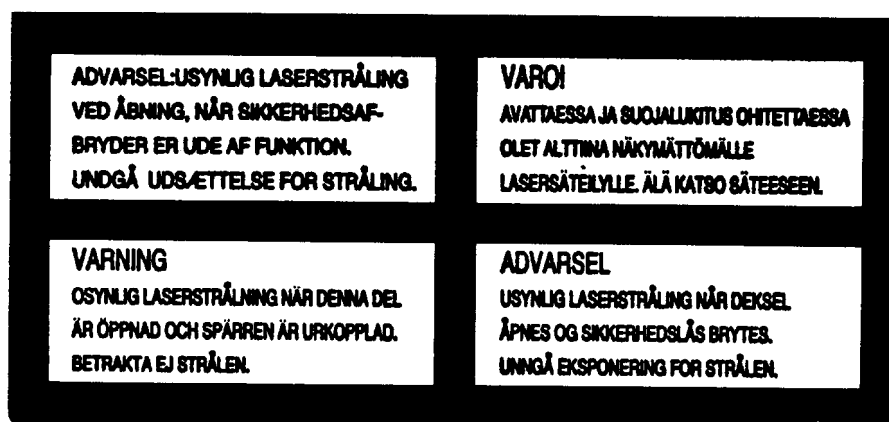 ADVARSEL:USYNLIG LASERSTRÅLING
VED ÅBNING, NÅR SIKKERHEDSAF-
BRYDER ER UDE AF FUNKTION.
UNDGÅ UDSÆTTELSE FOR STRÅLING.
VARO!
AVATTAESSA JA SUOJALUKITUS OHITETTAESSA
OLET ALTTIINA NÄKYMÄTTÖMÄLLE
LASERSÄTEILYLLE. ÄLÄ KATSO SÄTEESEEN.
VARNING
OSYNLIG LASERSTRÅLNING NÄR DENNA DEL
ÄR ÖPPNAD OCH SPÄRREN ÄR URKOPPLAD.
BETRAKTA EJ STRÅLEN.
ADVARSEL
USYNLIG LASERSTRÅLING NÅR DEKSEL
ÅPNES OG SIKKERHEDSLÅS BRYTES.
UNNGÅ EKSPONERING FOR STRÅLEN.